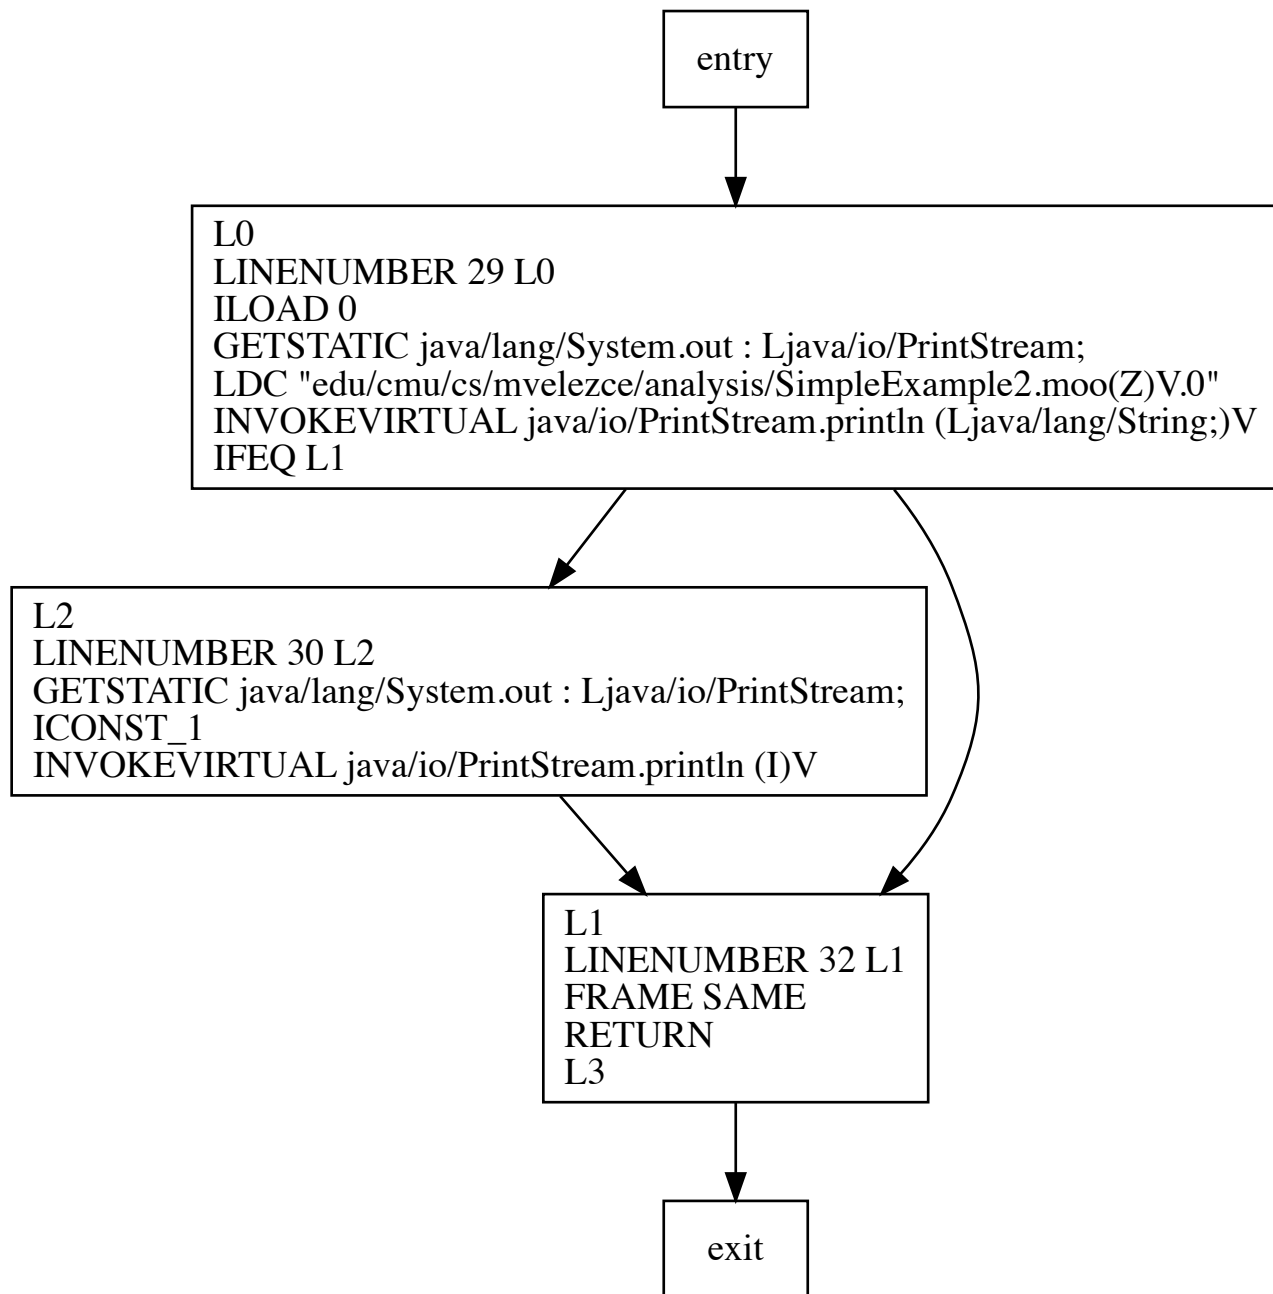 entry
L0
LINENUMBER 29 L0
ILOAD 0
GETSTATIC java/lang/System.out : Ljava/io/PrintStream;
LDC "edu/cmu/cs/mvelezce/analysis/SimpleExample2.moo(Z)V.0"
INVOKEVIRTUAL java/io/PrintStream.println (Ljava/lang/String;)V
IFEQ L1
L2
LINENUMBER 30 L2
GETSTATIC java/lang/System.out : Ljava/io/PrintStream;
ICONST_1
INVOKEVIRTUAL java/io/PrintStream.println (I)V
L1
LINENUMBER 32 L1
FRAME SAME
RETURN
L3
exit